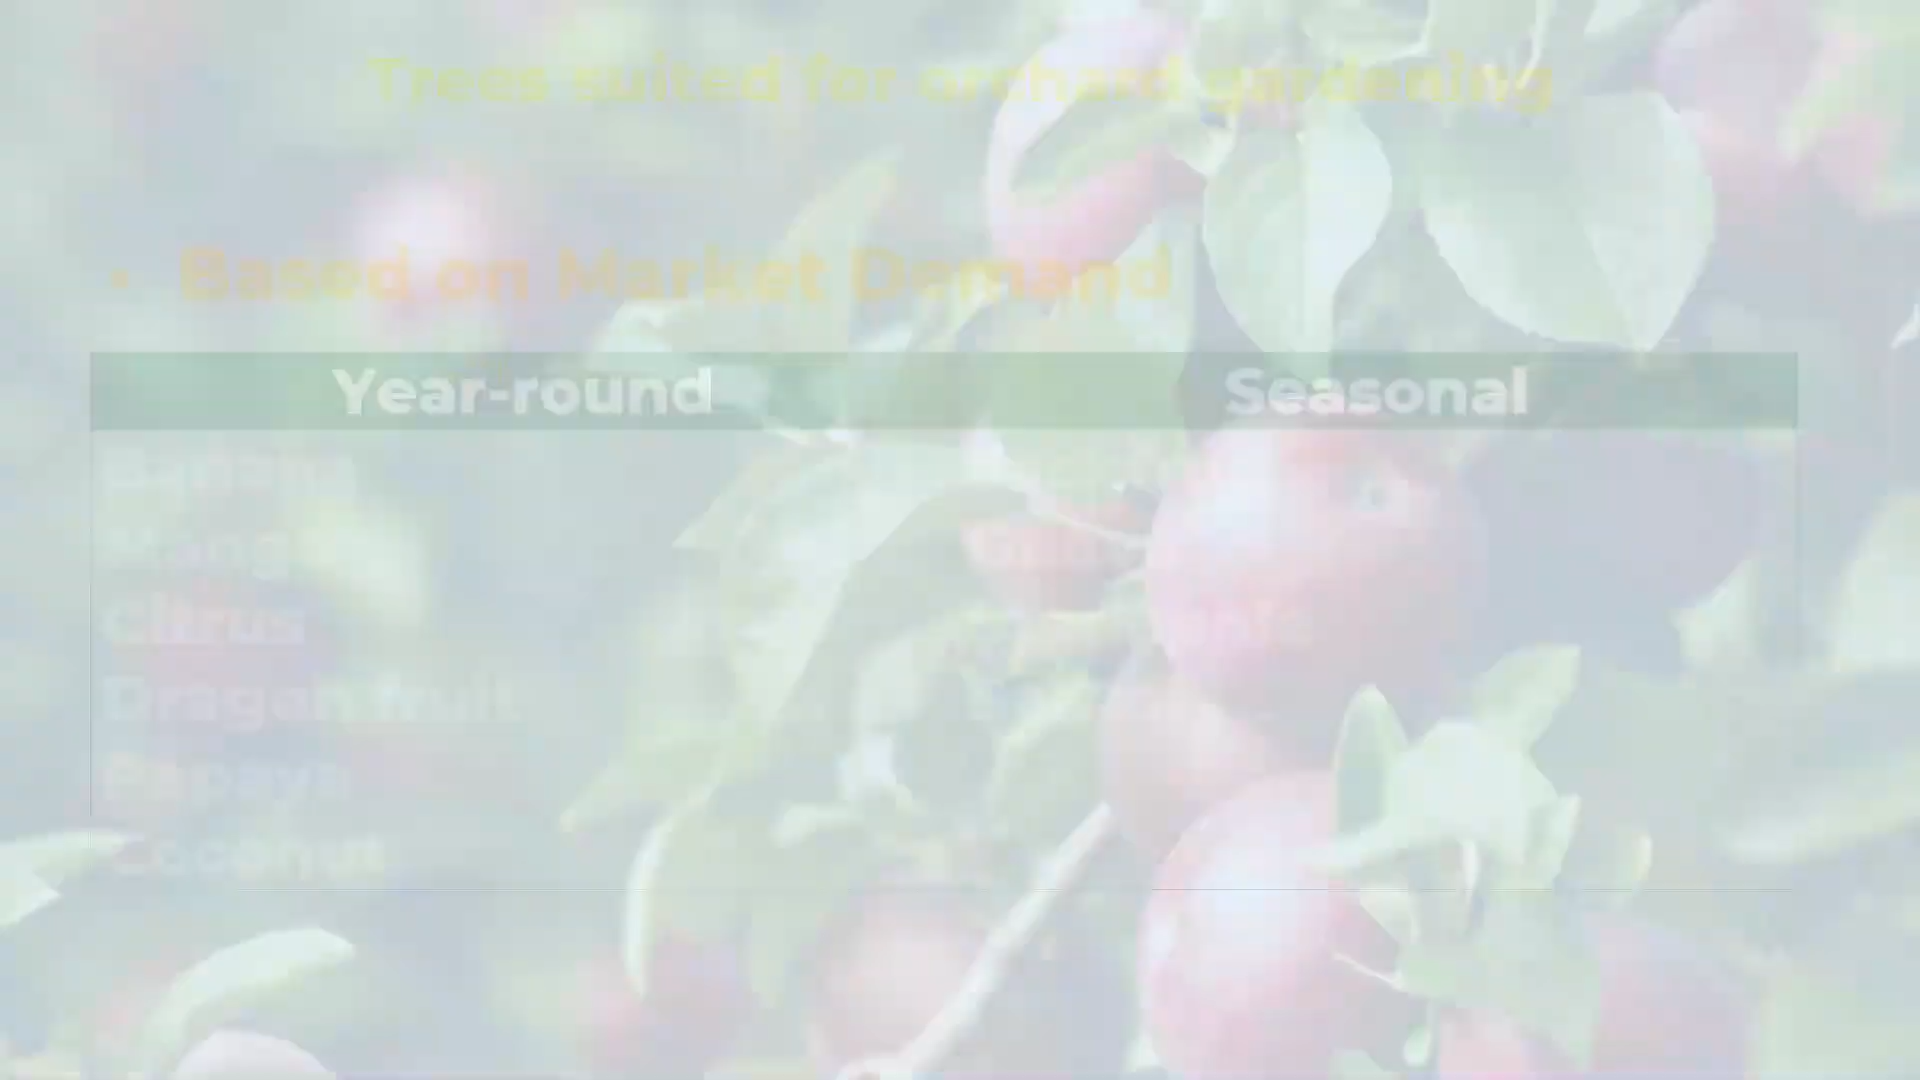 Trees suited for orchard gardening
• Based on Market Demand
Year-round Seasonal
Banana
Mango
Citrus
Dragon fruit
Papaya
Coconut